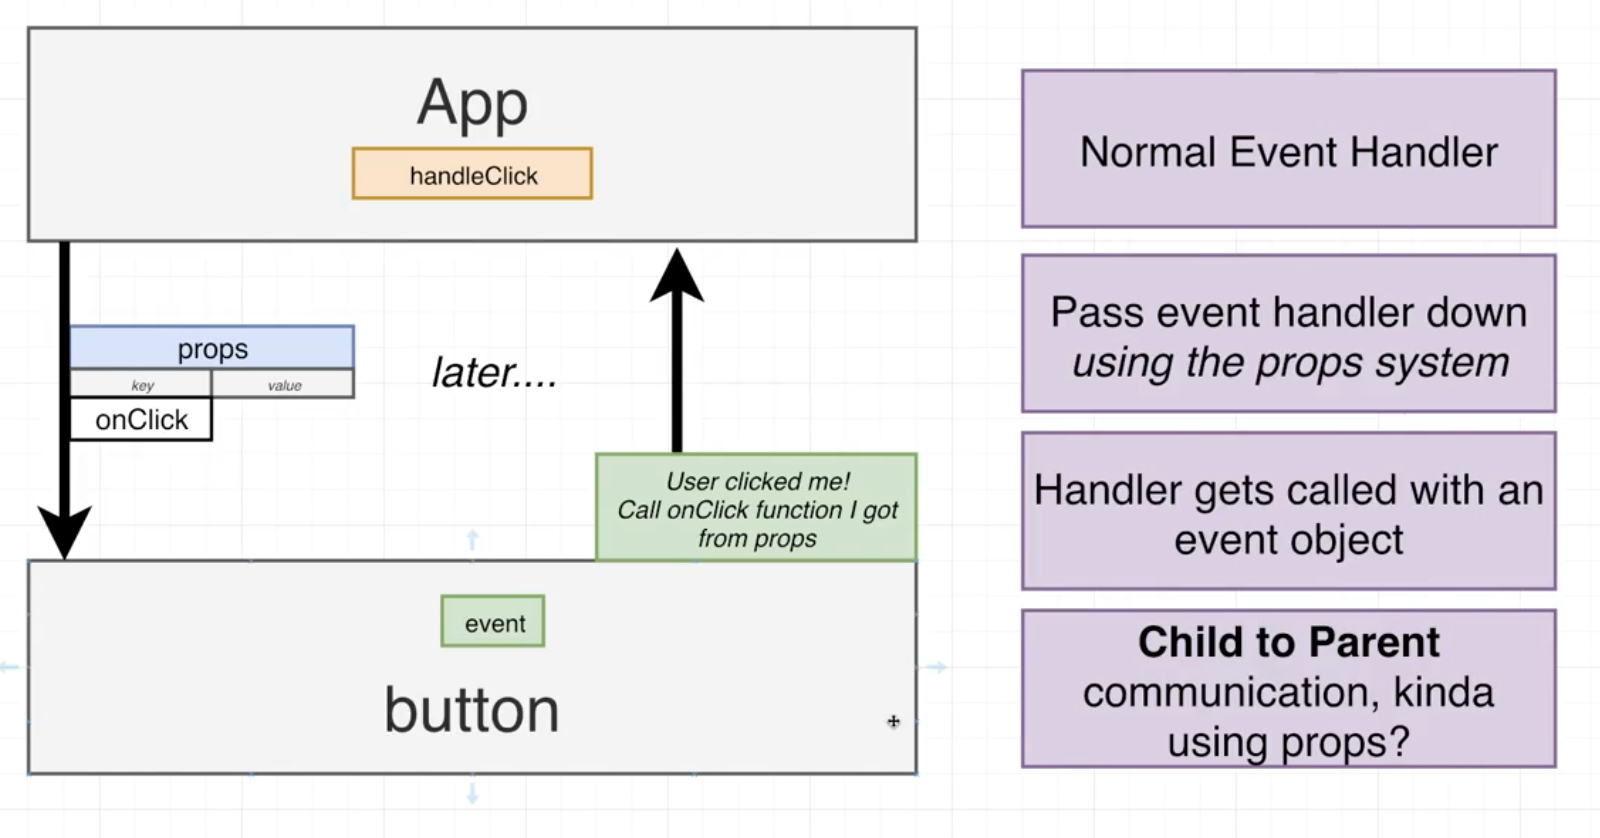 App
handleClick
props
key value
onClick
later....
User clicked me!
Call onClick function I got
from props
event
button
Normal Event Handler
Pass event handler down
using the props system
Handler gets called with an
event object
Child to Parent
communication, kinda
using props?